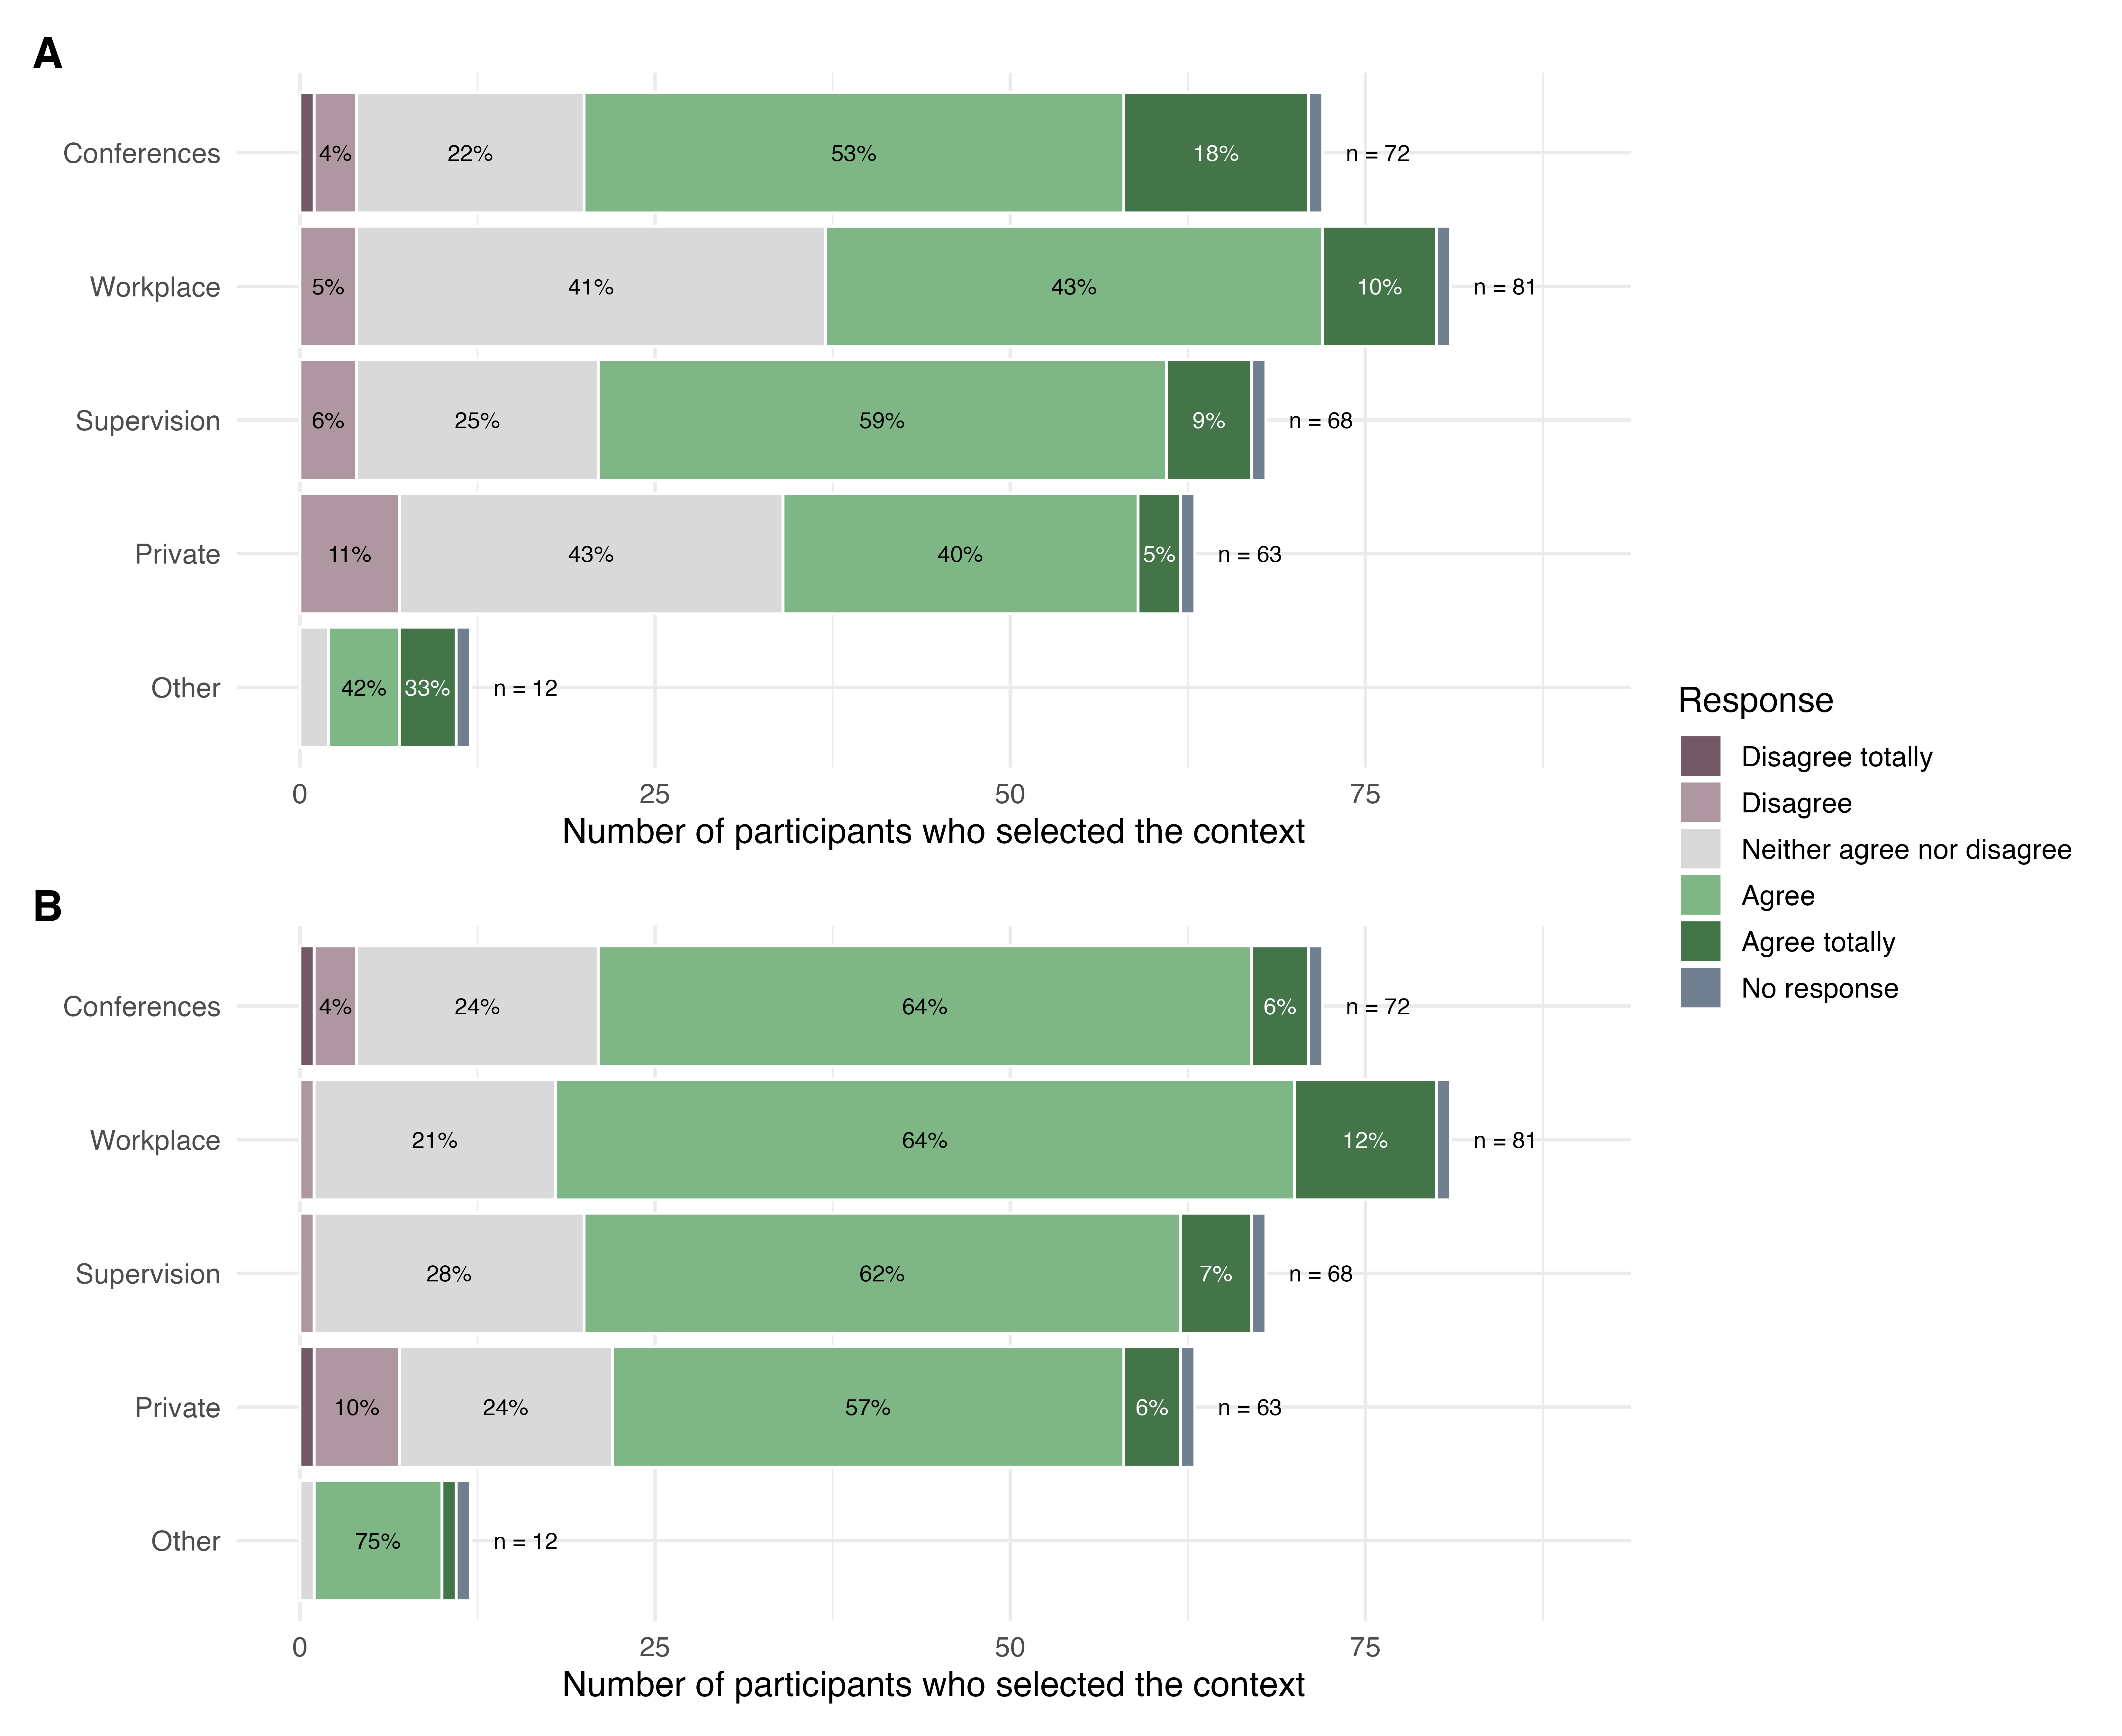 A
Conferences 4% 22% 53% 18% n = 72
Workplace 5% 41% 43% 10% n = 81
Supervision 6% 25% 59% 9% n = 68
Private 11% 43% 40% 5% n = 63
Other 42% 33% n = 12
0 25 50 75
Number of participants who selected the context
Response
Disagree totally
Disagree
Neither agree nor disagree
Agree
Agree totally
No response
B
Conferences 4% 24% 64% 6% n = 72
Workplace 21% 64% 12% n = 81
Supervision 28% 62% 7% n = 68
Private 10% 24% 57% 6% n = 63
Other 75% n = 12
0 25 50 75
Number of participants who selected the context